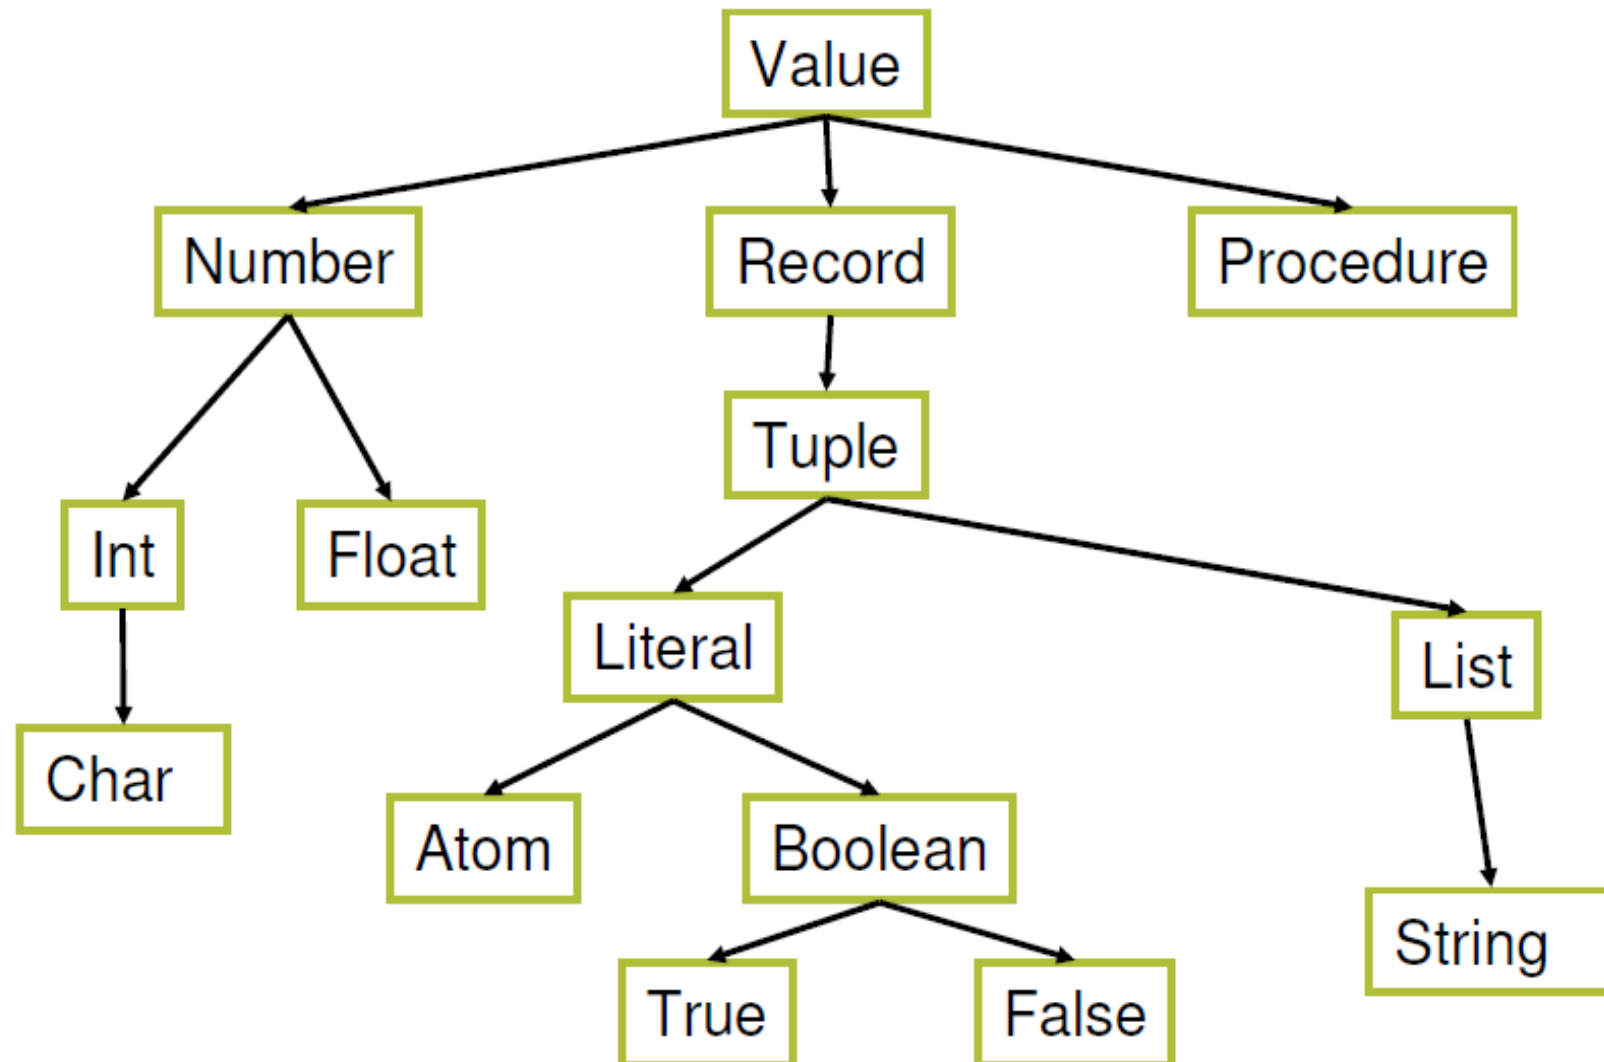 Value
Number
Record
Procedure
Tuple
Int
Float
Literal
List
Char
Atom
Boolean
String
True
False